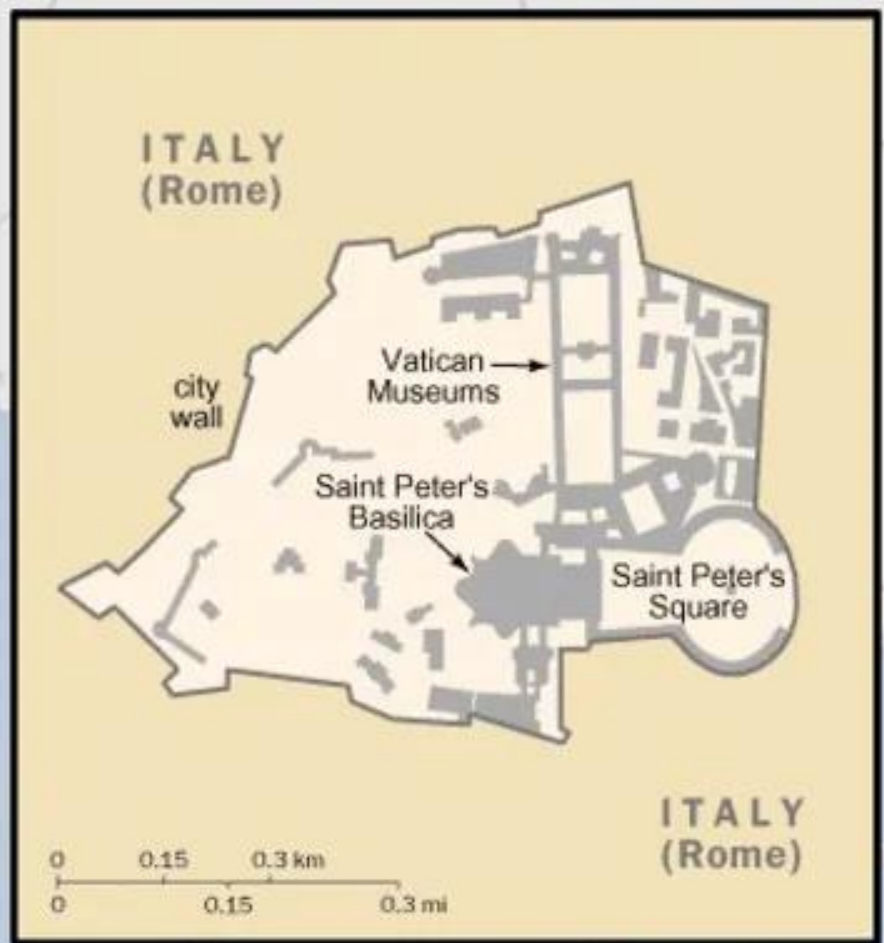 ITALY
(Rome)
Vatican
Museums
city
wall
Saint Peter's
Basilica
Saint Peter's
Square
ITALY
(Rome)
0 0.15 0.3 km
0 0.15 0.3 mi